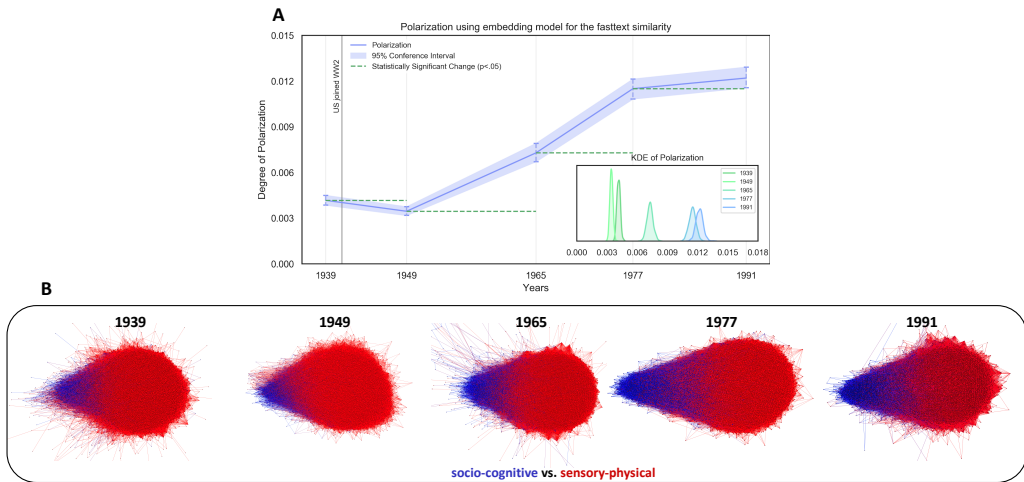 A
Polarization using embedding model for the fasttext similarity
0.015
0.012
0.009
0.006
0.003
0.000
Degree of Polarization
Polarization
95% Conference Interval
Statistically Significant Change (p<.05)
US joined WW2
KDE of Polarization
1939
1949
1965
1977
1991
0.000 0.003 0.006 0.009 0.012 0.015 0.018
1939 1949 1965 1977 1991
Years
B
1939 1949 1965 1977 1991
socio-cognitive vs. sensory-physical